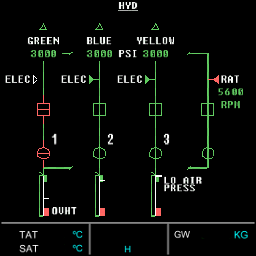 HYD
GREEN BLUE YELLOW
3000 3000 PSI 3000
ELEC ELEC ELEC RAT
5600
RPM
1 2 3
LO AIR
PRESS
OVHT
TAT °C GW KG
SAT °C H